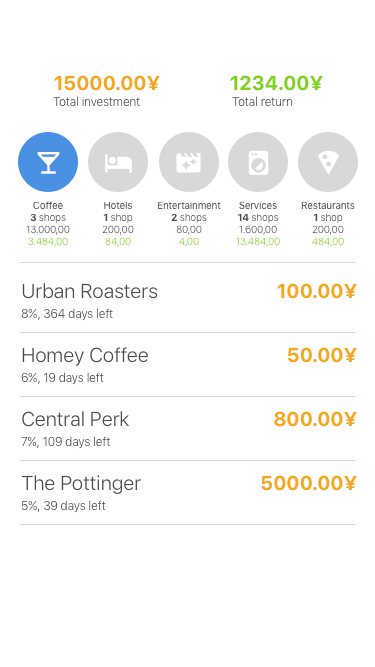 15000.00¥ 1234.00¥
Total investment Total return
Coffee Hotels Entertainment Services Restaurants
3 shops 1 shop 2 shops 14 shops 1 shop
13.000,00 200,00 80,00 1.600,00 200,00
3.484,00 84,00 4,00 13.484,00 484,00
Urban Roasters 100.00¥
8%, 364 days left
Homey Coffee 50.00¥
6%, 19 days left
Central Perk 800.00¥
7%, 109 days left
The Pottinger 5000.00¥
5%, 39 days left